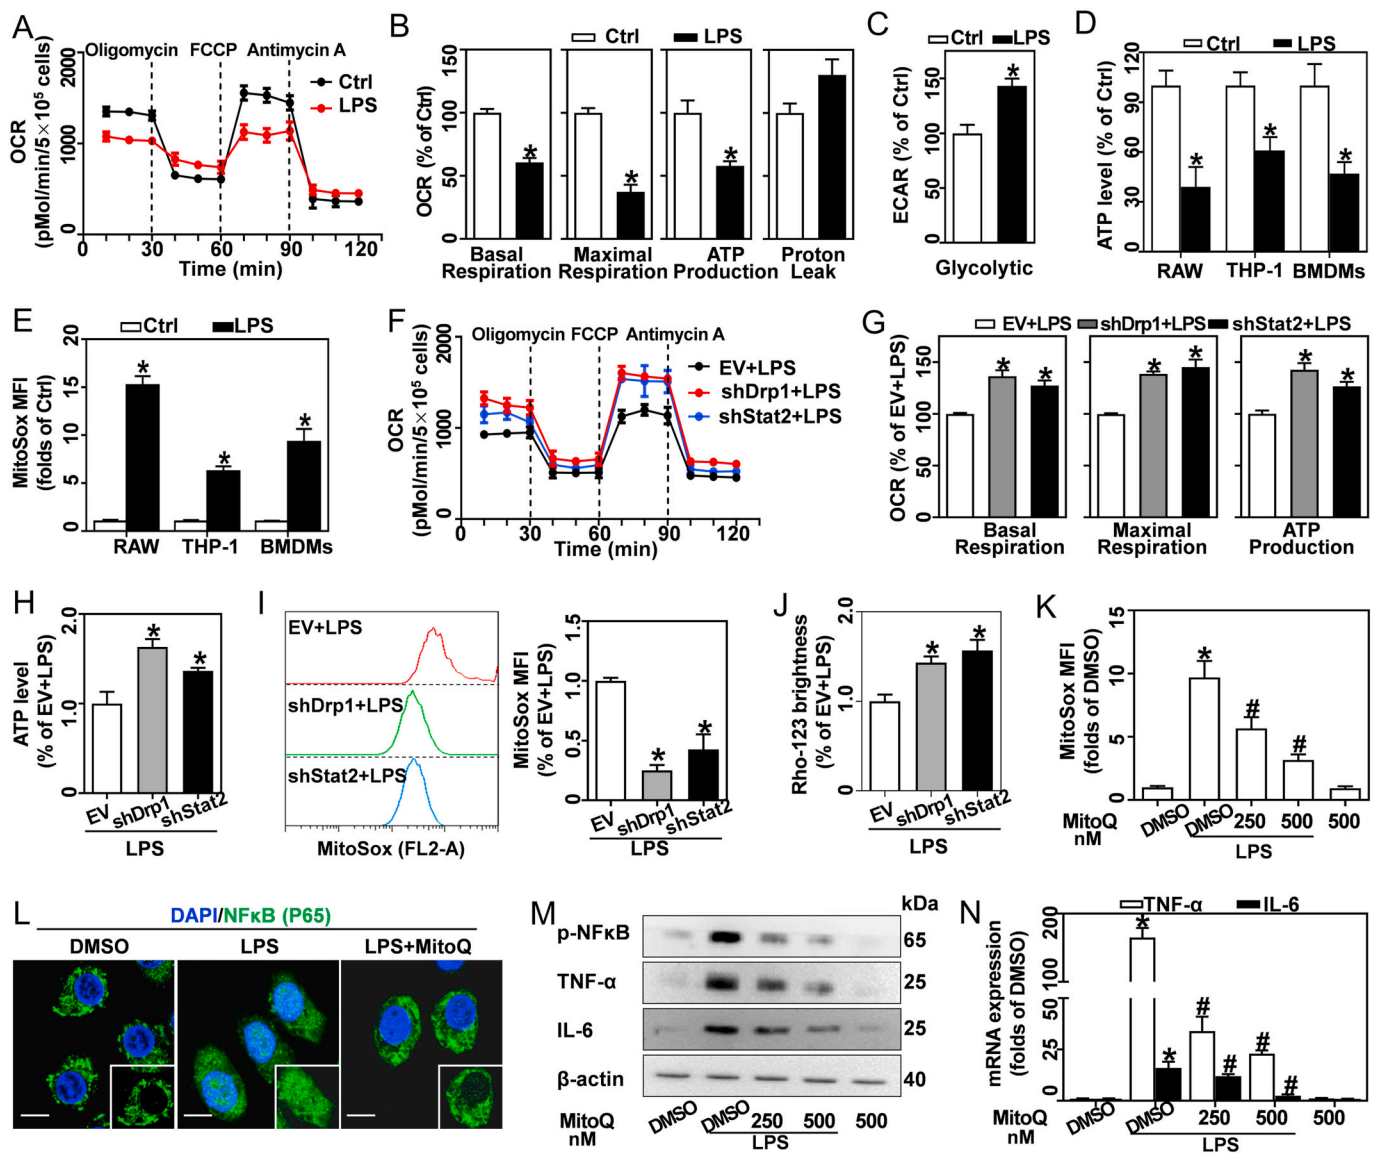 A
Oligomycin FCCP Antimycin A
Ctrl
LPS
OCR
(pMol/min/5×10⁵ cells)
0 1000 2000
0 30 60 90 120
Time (min)
B
Ctrl LPS
OCR (% of Ctrl)
0 50 100 150
* * *
Basal Respiration
Maximal Respiration
ATP Production
Proton Leak
C
Ctrl LPS
ECAR (% of Ctrl)
0 50 100 150
*
Glycolytic
D
Ctrl LPS
ATP level (% of Ctrl)
0 30 60 90 120
* * *
RAW THP-1 BMDMs
E
Ctrl LPS
MitoSox MFI
(folds of Ctrl)
0 5 10 15 20
* * *
RAW THP-1 BMDMs
F
Oligomycin FCCP Antimycin A
EV+LPS
shDrp1+LPS
shStat2+LPS
OCR
(pMol/min/5×10⁵ cells)
0 1000 2000
0 30 60 90 120
Time (min)
G
EV+LPS shDrp1+LPS shStat2+LPS
OCR (% of EV+LPS)
0 50 100 150
* * * * * *
Basal Respiration
Maximal Respiration
ATP Production
H
ATP level
(% of EV+LPS)
0 1.0 2.0
* *
EV shDrp1 shStat2
LPS
I
EV+LPS
shDrp1+LPS
shStat2+LPS
MitoSox (FL2-A)
MitoSox MFI
(% of EV+LPS)
0 0.5 1.0 1.5
* *
EV shDrp1 shStat2
LPS
J
Rho-123 brightness
(% of EV+LPS)
0 1.0 2.0
* *
EV shDrp1 shStat2
LPS
K
MitoSox MFI
(folds of DMSO)
0 5 10 15
* # #
MitoQ nM
DMSO DMSO 250 500 500
LPS
L
DAPI/NFκB (P65)
DMSO LPS LPS+MitoQ
M
kDa
p-NFκB 65
TNF-α 25
IL-6 25
β-actin 40
MitoQ nM
DMSO DMSO 250 500 500
LPS
N
TNF-α IL-6
mRNA expression
(folds of DMSO)
0 25 50 100 200
* * # # # #
MitoQ nM
DMSO DMSO 250 500 500
LPS